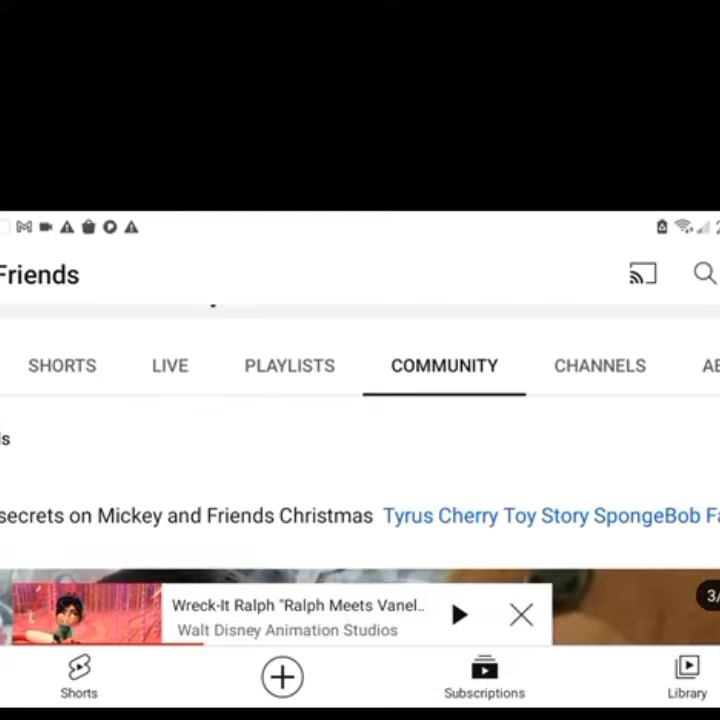 Friends
SHORTS LIVE PLAYLISTS COMMUNITY CHANNELS
secrets on Mickey and Friends Christmas Tyrus Cherry Toy Story SpongeBob
3/
Wreck-It Ralph "Ralph Meets Vanel..
Walt Disney Animation Studios
Shorts Subscriptions Library